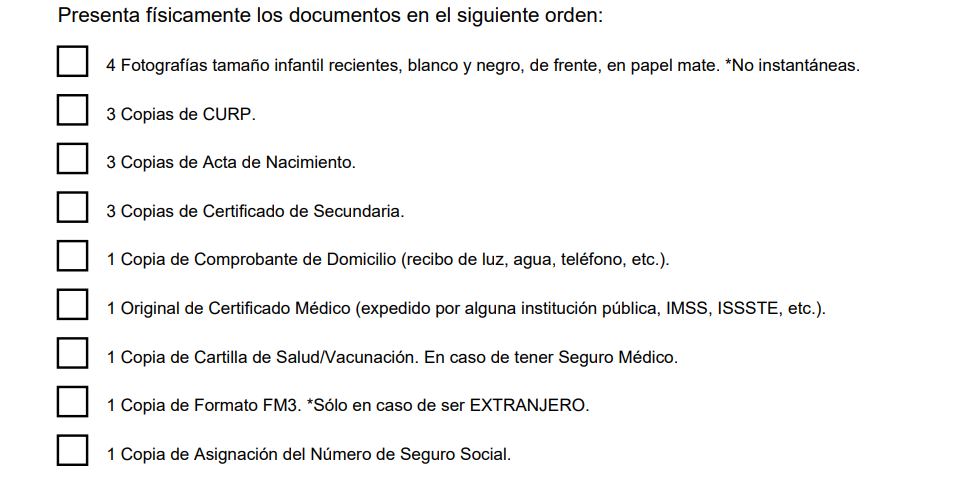 Presenta físicamente los documentos en el siguiente orden:
4 Fotografías tamaño infantil recientes, blanco y negro, de frente, en papel mate. *No instantáneas.
3 Copias de CURP.
3 Copias de Acta de Nacimiento.
3 Copias de Certificado de Secundaria.
1 Copia de Comprobante de Domicilio (recibo de luz, agua, teléfono, etc.).
1 Original de Certificado Médico (expedido por alguna institución pública, IMSS, ISSSTE, etc.).
1 Copia de Cartilla de Salud/Vacunación. En caso de tener Seguro Médico.
1 Copia de Formato FM3. *Sólo en caso de ser EXTRANJERO.
1 Copia de Asignación del Número de Seguro Social.